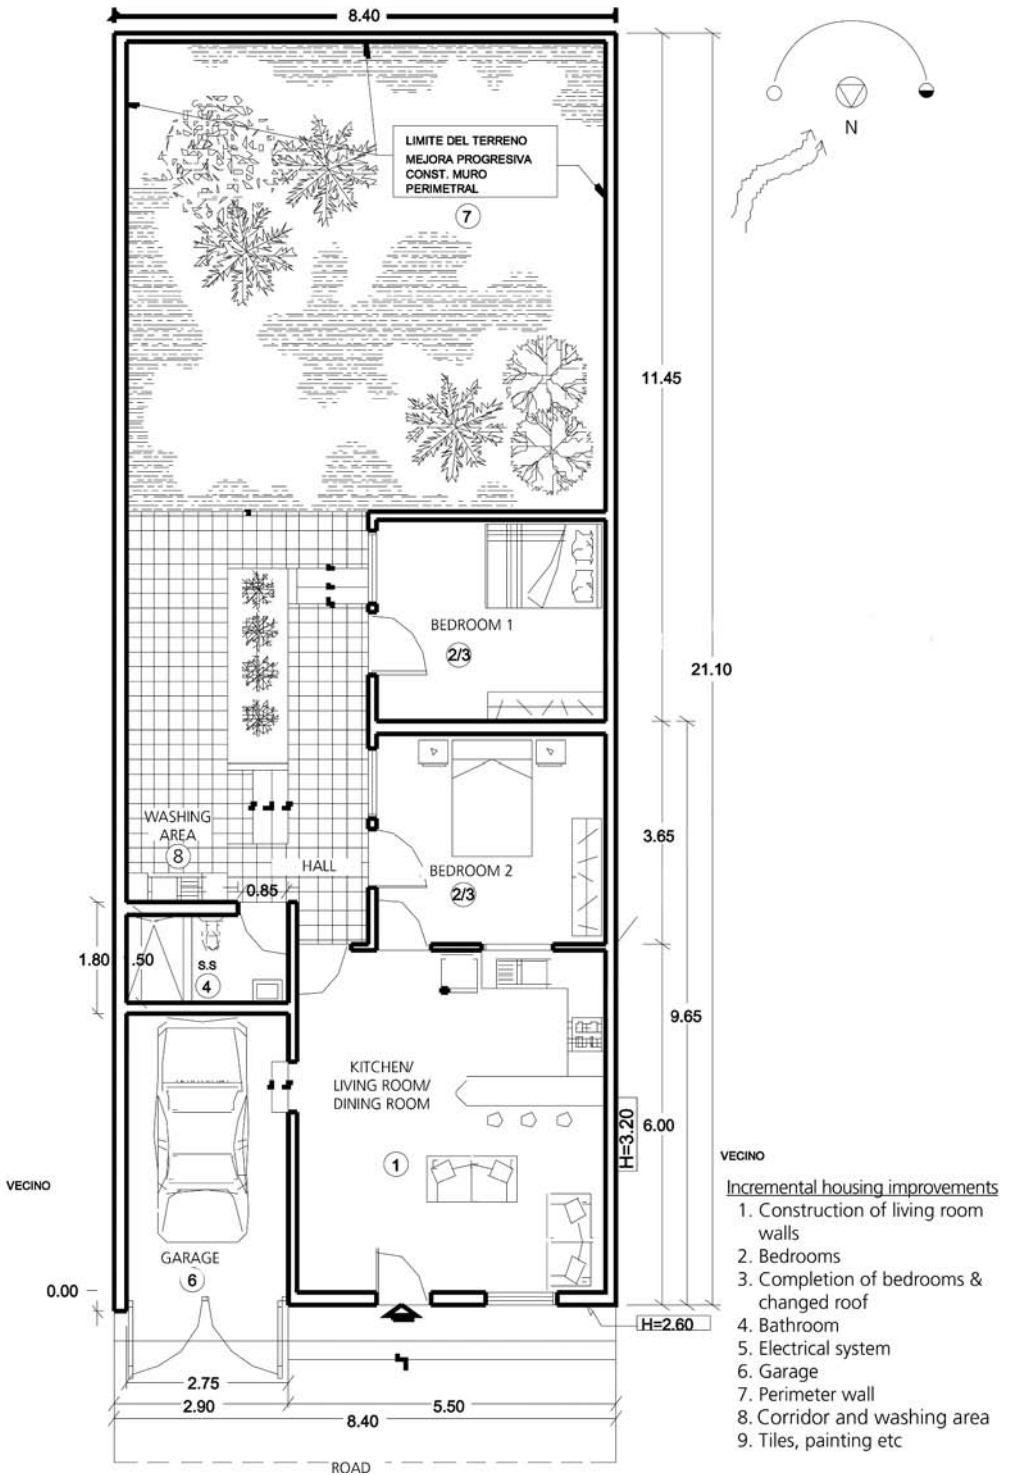 8.40
N
LIMITE DEL TERRENO
MEJORA PROGRESIVA
CONST. MURO
PERIMETRAL
7
11.45
BEDROOM 1
2/3
21.10
WASHING
AREA
8
HALL
0.85
BEDROOM 2
2/3
3.65
1.80
.50
S.S
4
9.65
KITCHEN/
LIVING ROOM/
DINING ROOM
1
H=3.20
6.00
VECINO
VECINO
GARAGE
6
0.00
H=2.60
2.75
2.90
5.50
8.40
ROAD
Incremental housing improvements
1. Construction of living room
walls
2. Bedrooms
3. Completion of bedrooms &
changed roof
4. Bathroom
5. Electrical system
6. Garage
7. Perimeter wall
8. Corridor and washing area
9. Tiles, painting etc